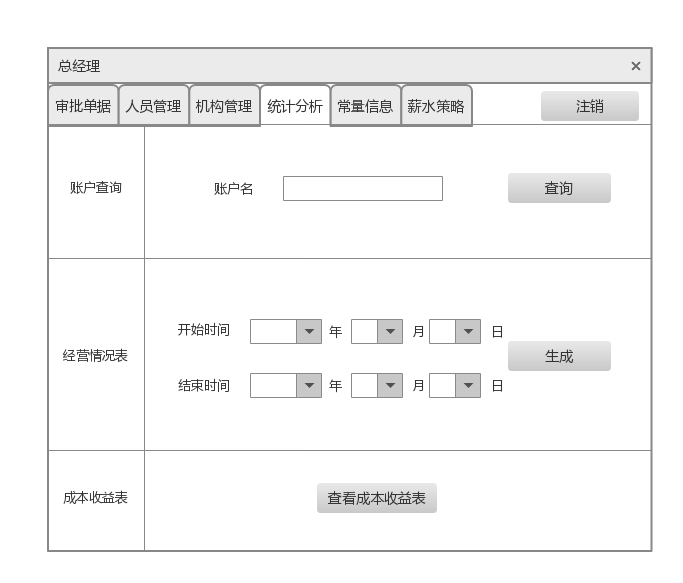 总经理 ×
审批单据 人员管理 机构管理 统计分析 常量信息 薪水策略 注销
账户查询 账户名 查询
开始时间 年 月 日
经营情况表 生成
结束时间 年 月 日
成本收益表 查看成本收益表